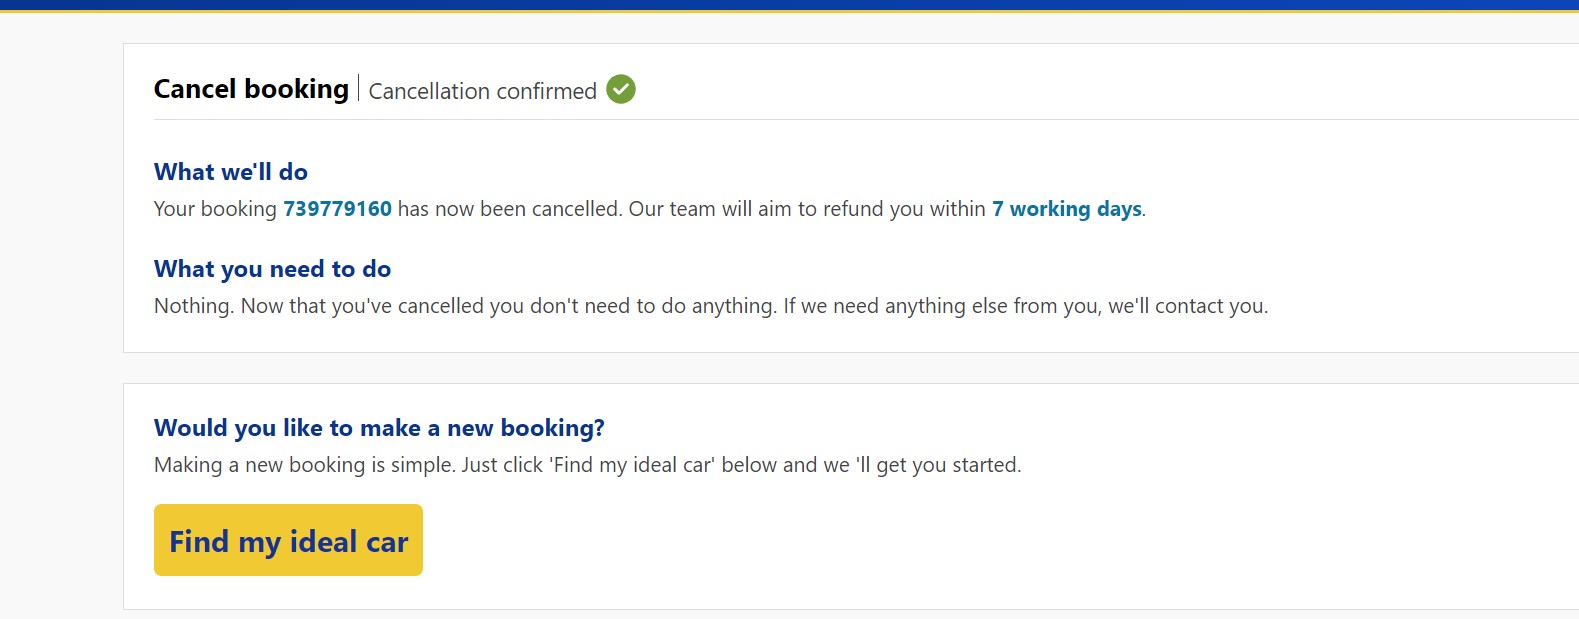 Cancel booking | Cancellation confirmed
What we'll do
Your booking 739779160 has now been cancelled. Our team will aim to refund you within 7 working days.
What you need to do
Nothing. Now that you've cancelled you don't need to do anything. If we need anything else from you, we'll contact you.
Would you like to make a new booking?
Making a new booking is simple. Just click 'Find my ideal car' below and we 'll get you started.
Find my ideal car